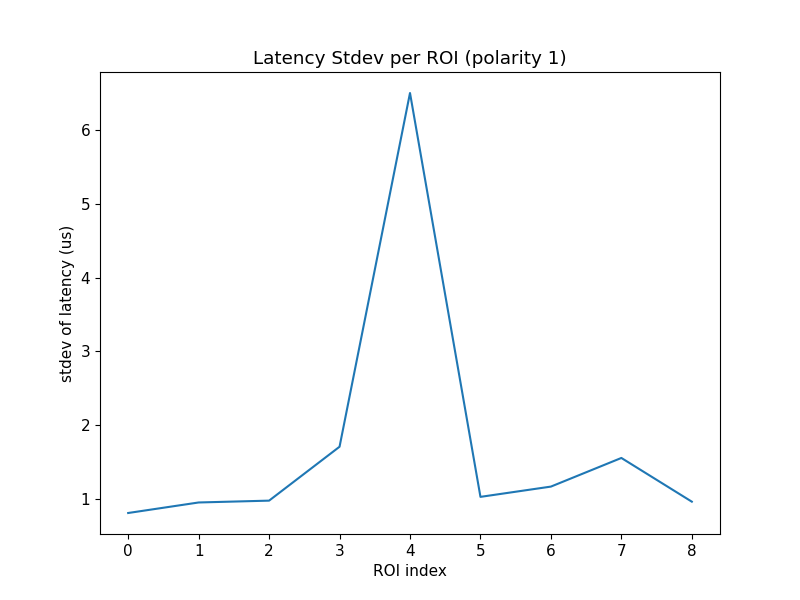 Latency Stdev per ROI (polarity 1)
stdev of latency (us)
6
5
4
3
2
1
0 1 2 3 4 5 6 7 8
ROI index